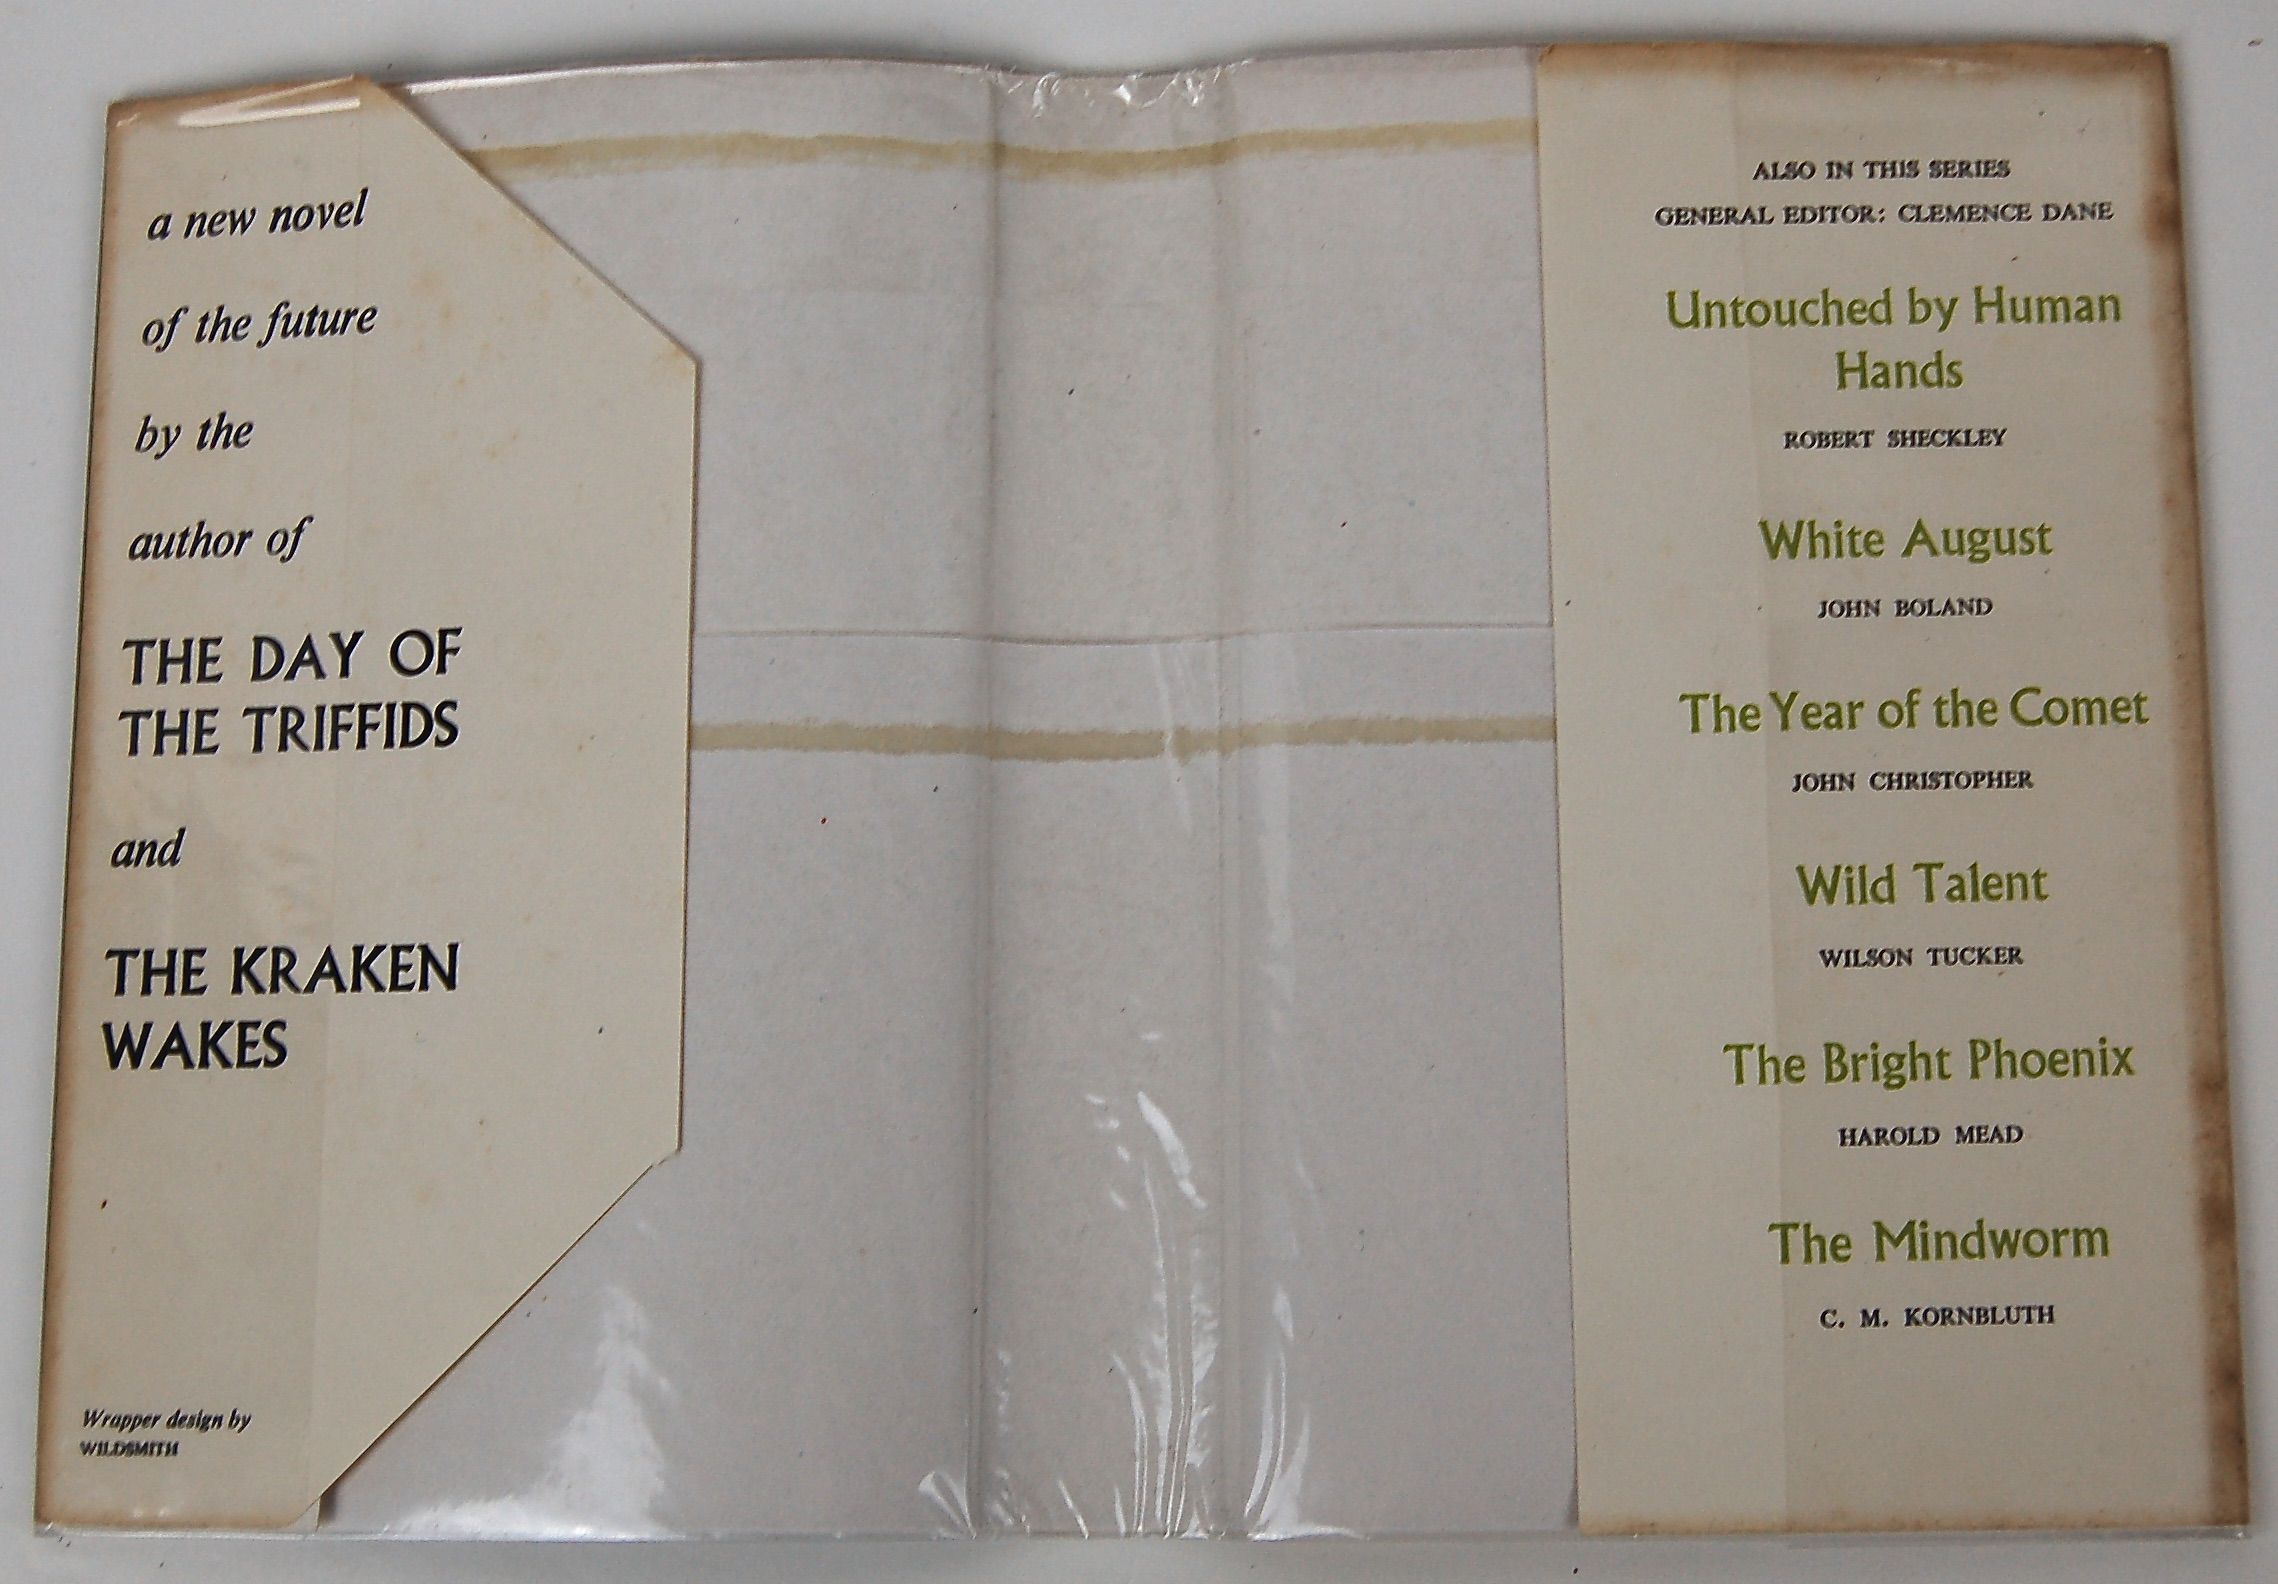 a new novel
of the future
by the
author of
THE DAY OF
THE TRIFFIDS
and
THE KRAKEN
WAKES
Wrapper design by
WILDSMITH
ALSO IN THIS SERIES
GENERAL EDITOR: CLEMENCE DANE
Untouched by Human
Hands
ROBERT SHECKLEY
White August
JOHN BOLAND
The Year of the Comet
JOHN CHRISTOPHER
Wild Talent
WILSON TUCKER
The Bright Phoenix
HAROLD MEAD
The Mindworm
C. M. KORNBLUTH